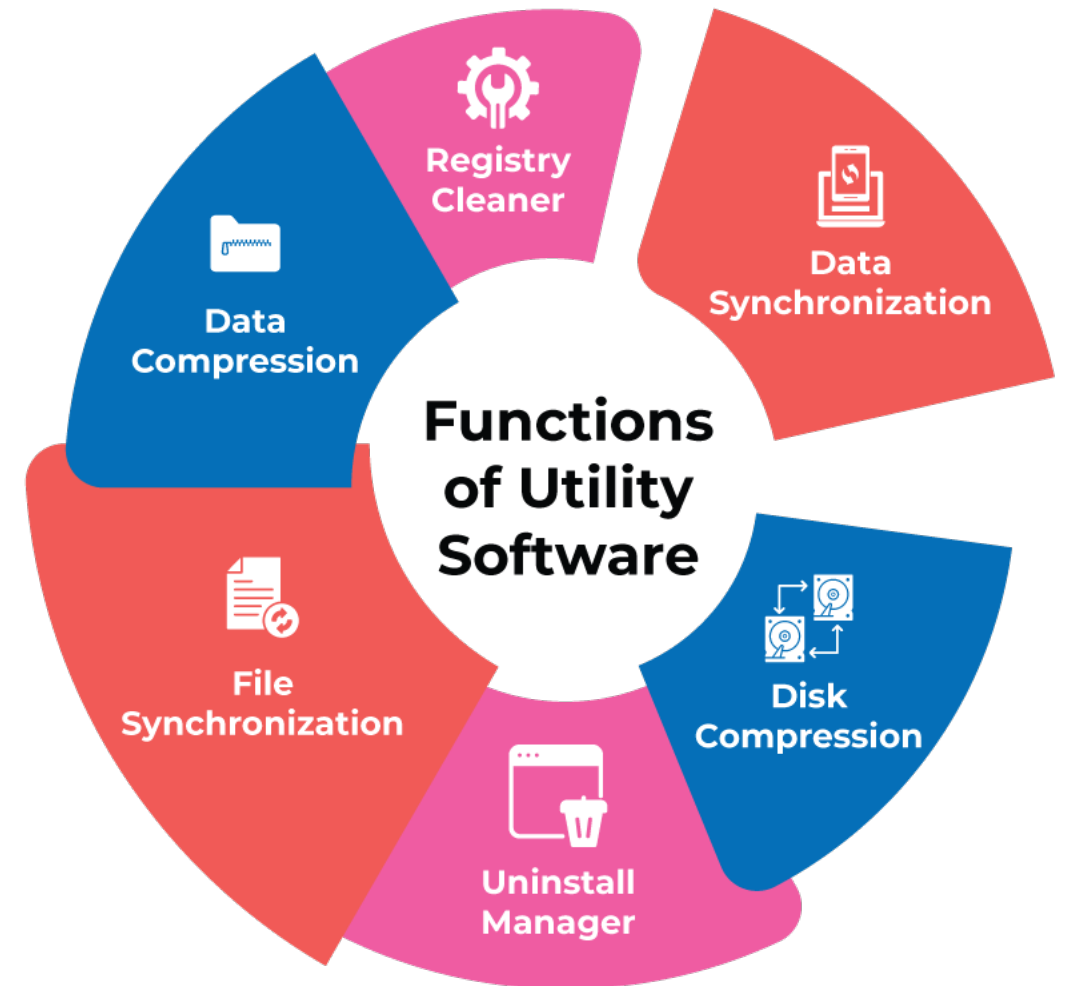 Registry
Cleaner
Data
Synchronization
Data
Compression
Functions
of Utility
Software
File
Synchronization
Disk
Compression
Uninstall
Manager